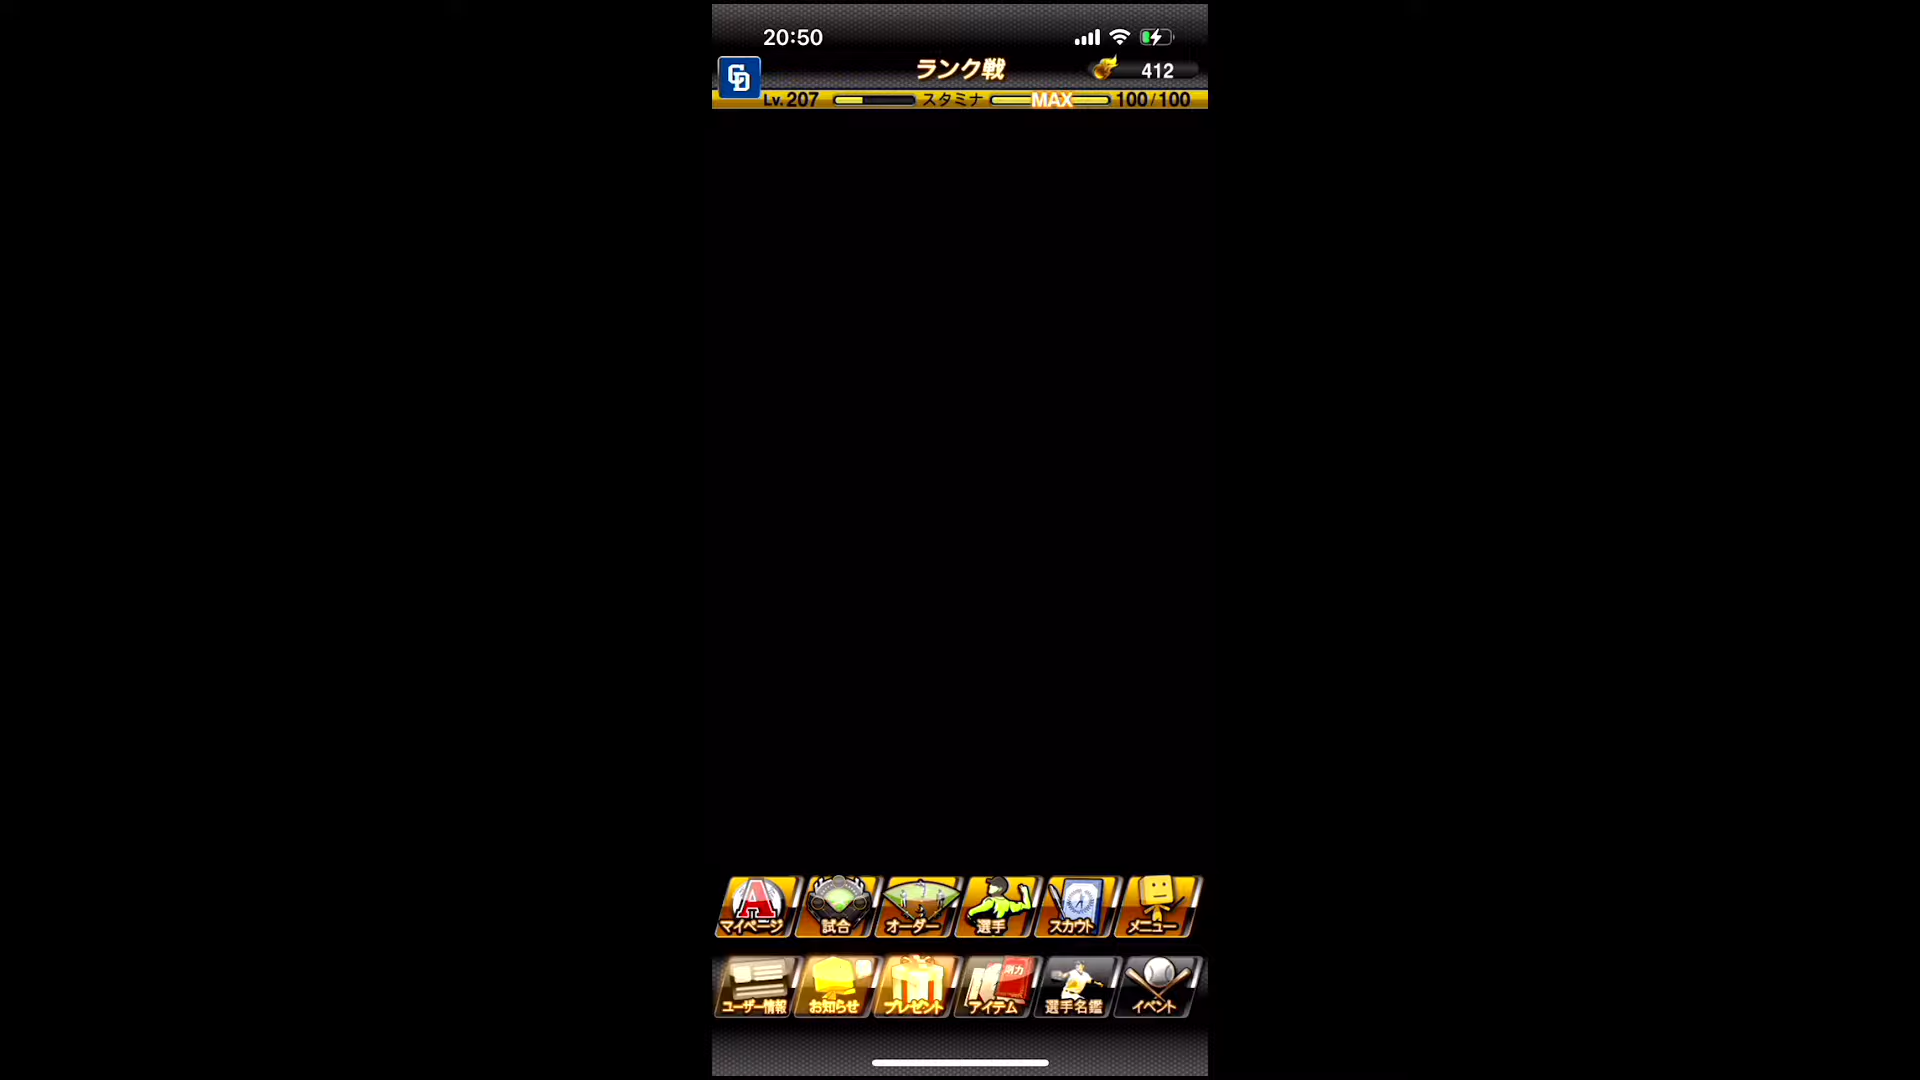 20:50
ランク戦
412
Lv.207 スタミナ MAX 100/100
マイページ 試合 オーダー 選手 スカウト メニュー
ユーザー情報 お知らせ プレゼント アイテム 選手名鑑 イベント